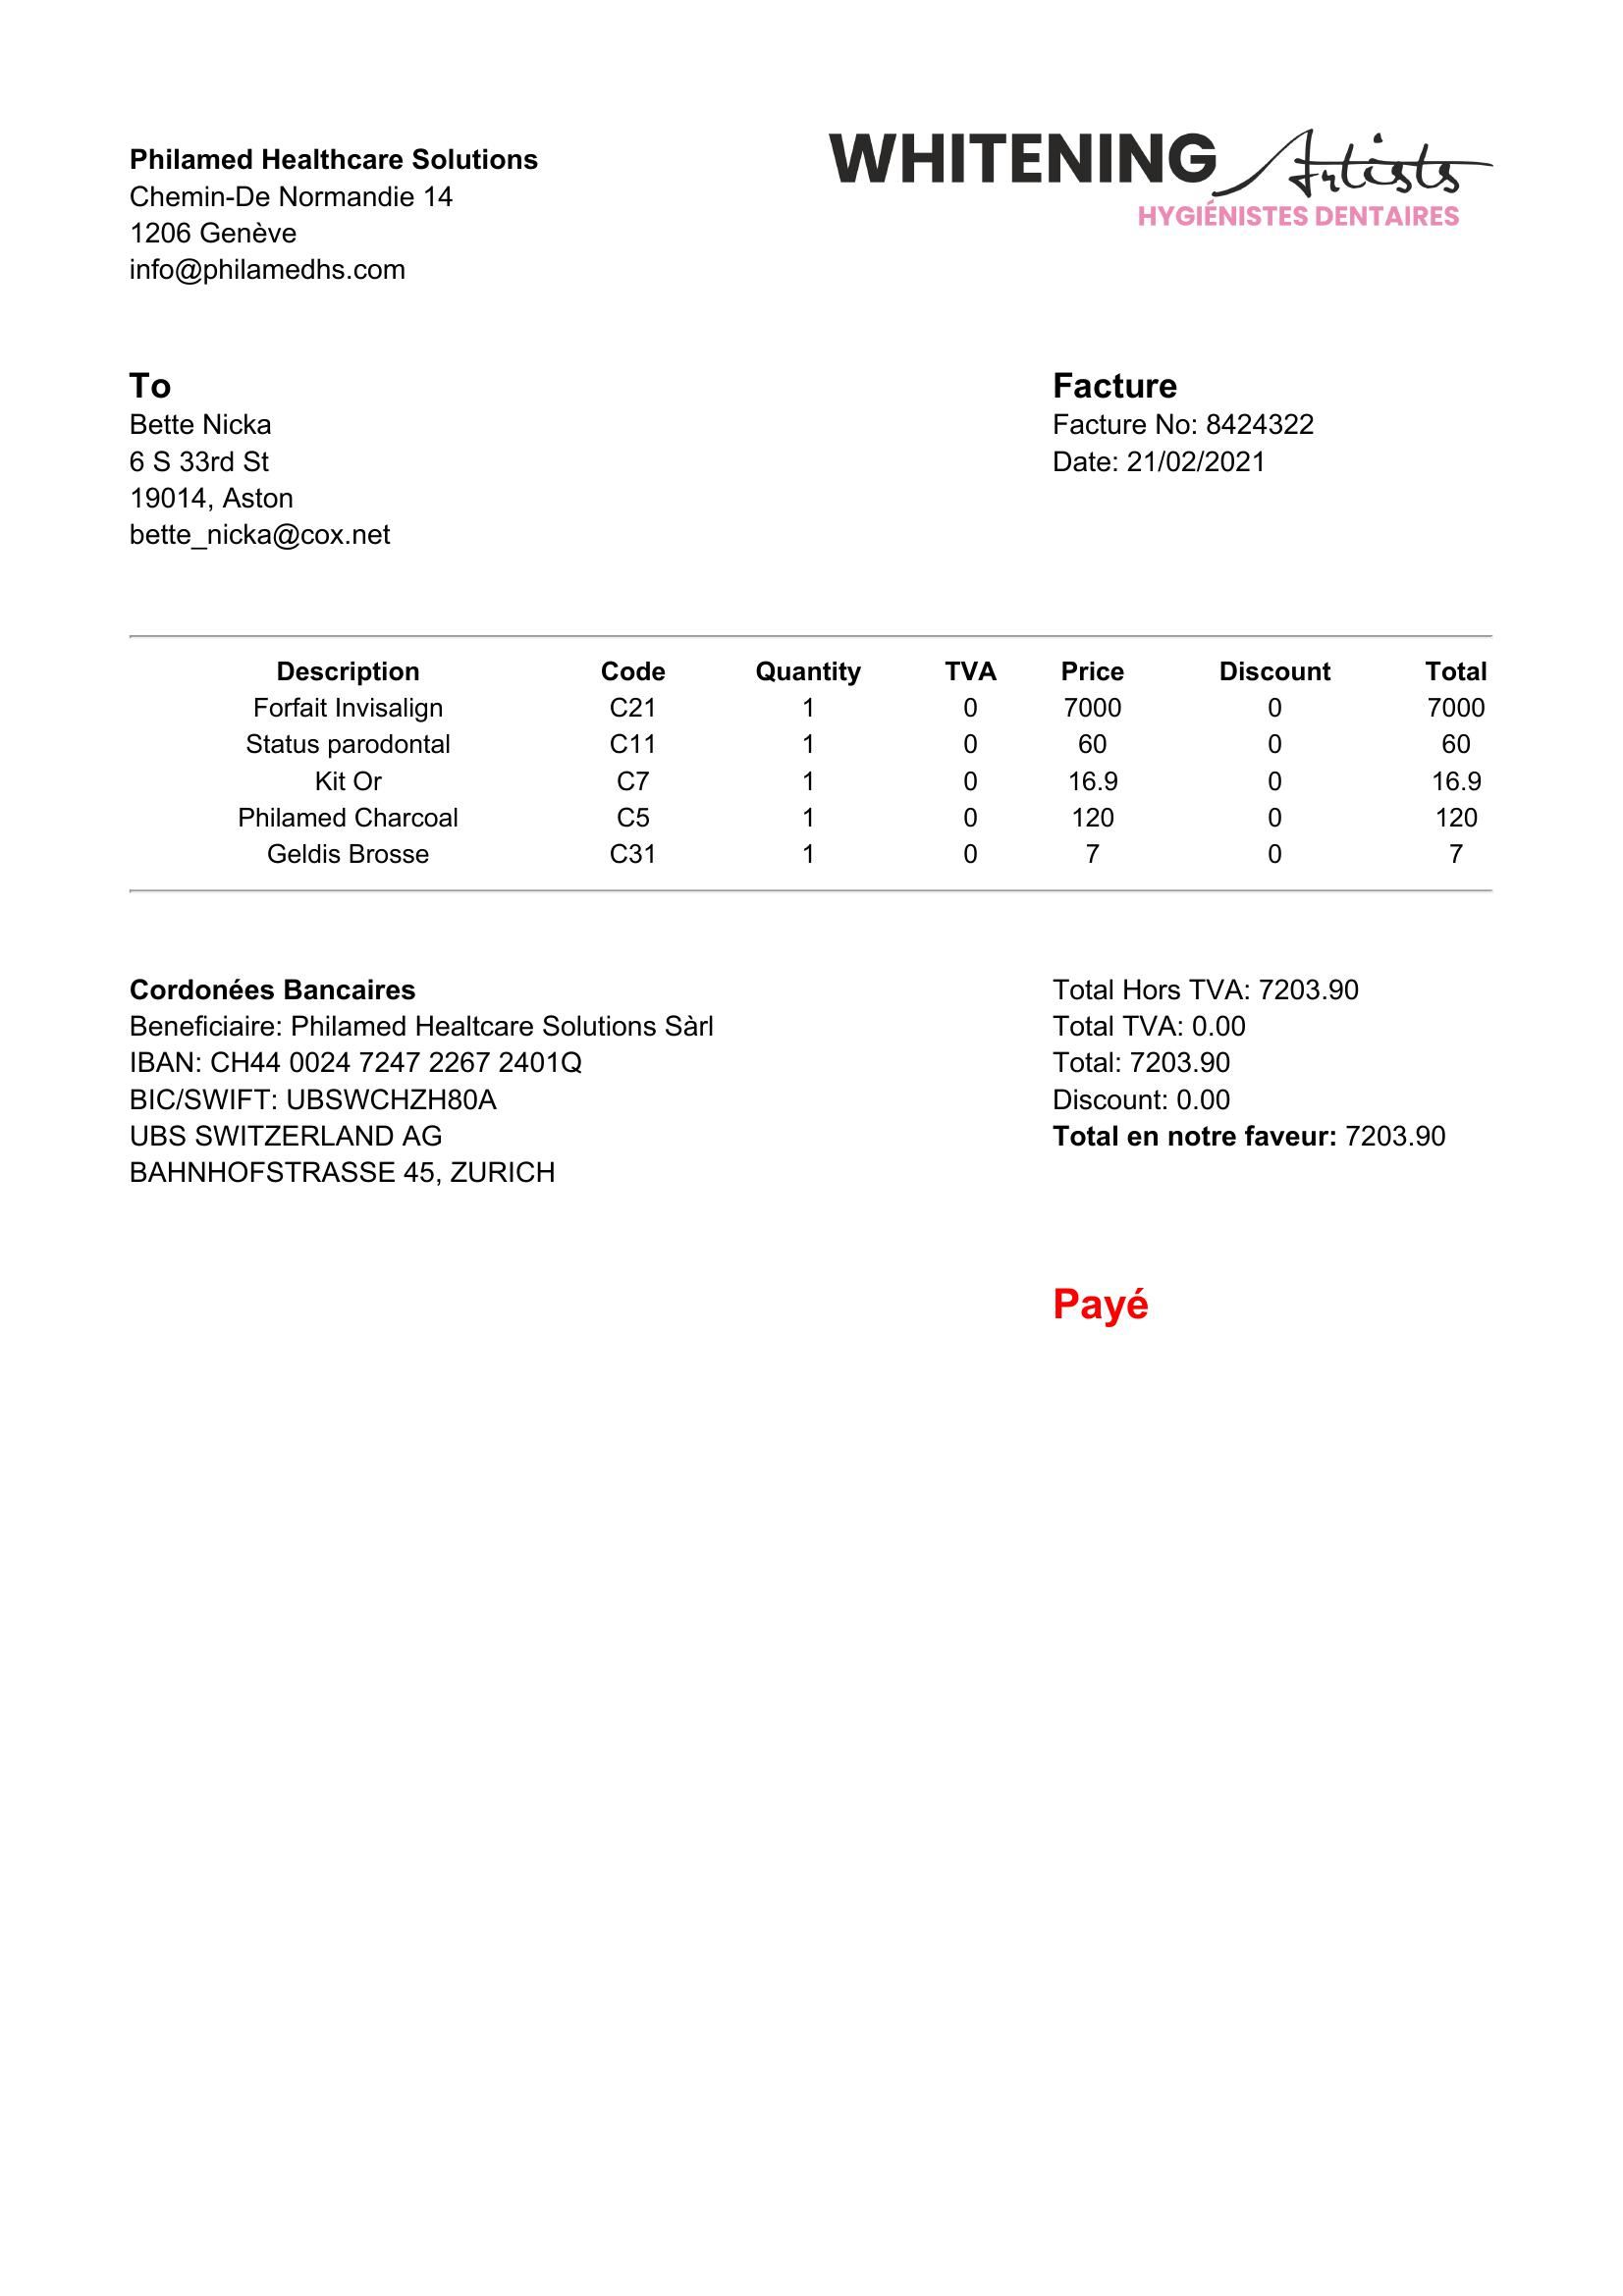 Philamed Healthcare Solutions
Chemin-De Normandie 14
1206 Genève
info@philamedhs.com
WHITENING Artists
HYGIÉNISTES DENTAIRES
To
Bette Nicka
6 S 33rd St
19014, Aston
bette_nicka@cox.net
Facture
Facture No: 8424322
Date: 21/02/2021
Description Code Quantity TVA Price Discount Total
Forfait Invisalign C21 1 0 7000 0 7000
Status parodontal C11 1 0 60 0 60
Kit Or C7 1 0 16.9 0 16.9
Philamed Charcoal C5 1 0 120 0 120
Geldis Brosse C31 1 0 7 0 7
Cordonées Bancaires
Beneficiaire: Philamed Healtcare Solutions Sàrl
IBAN: CH44 0024 7247 2267 2401Q
BIC/SWIFT: UBSWCHZH80A
UBS SWITZERLAND AG
BAHNHOFSTRASSE 45, ZURICH
Total Hors TVA: 7203.90
Total TVA: 0.00
Total: 7203.90
Discount: 0.00
Total en notre faveur: 7203.90
Payé